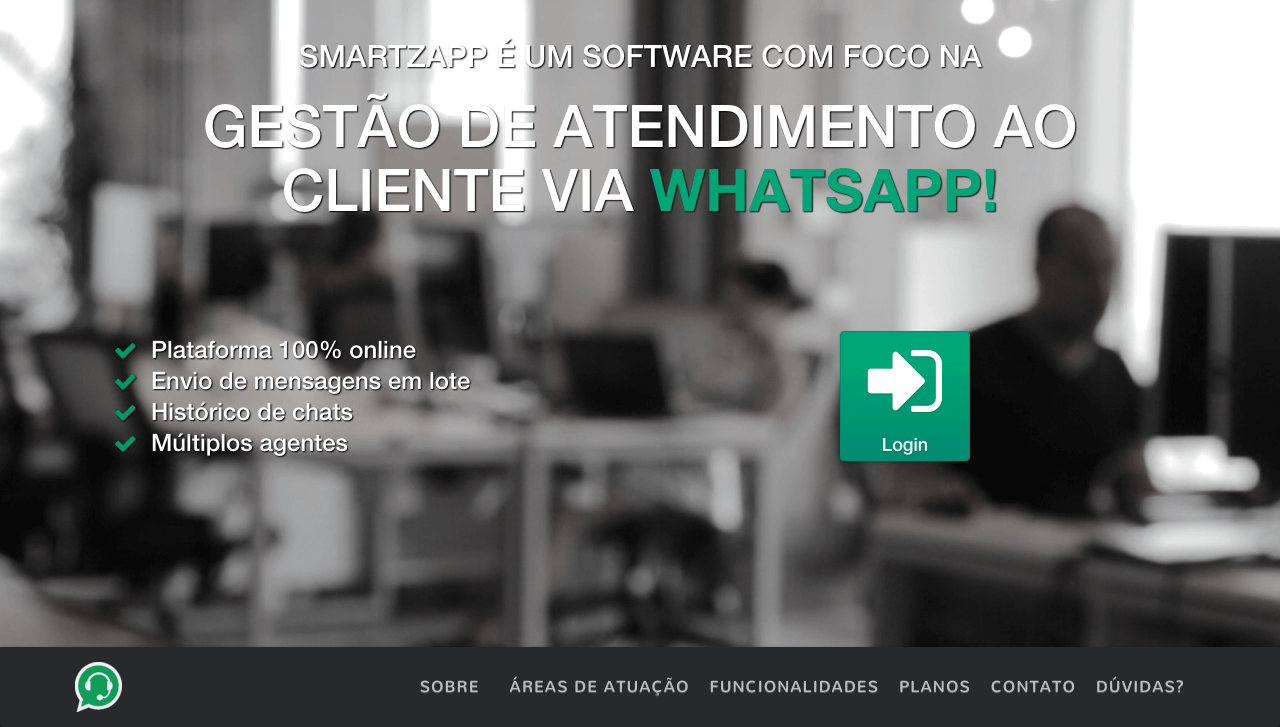 SMARTZAPP É UM SOFTWARE COM FOCO NA
GESTÃO DE ATENDIMENTO AO
CLIENTE VIA WHATSAPP!
Plataforma 100% online
Envio de mensagens em lote
Histórico de chats
Múltiplos agentes
Login
SOBRE ÁREAS DE ATUAÇÃO FUNCIONALIDADES PLANOS CONTATO DÚVIDAS?